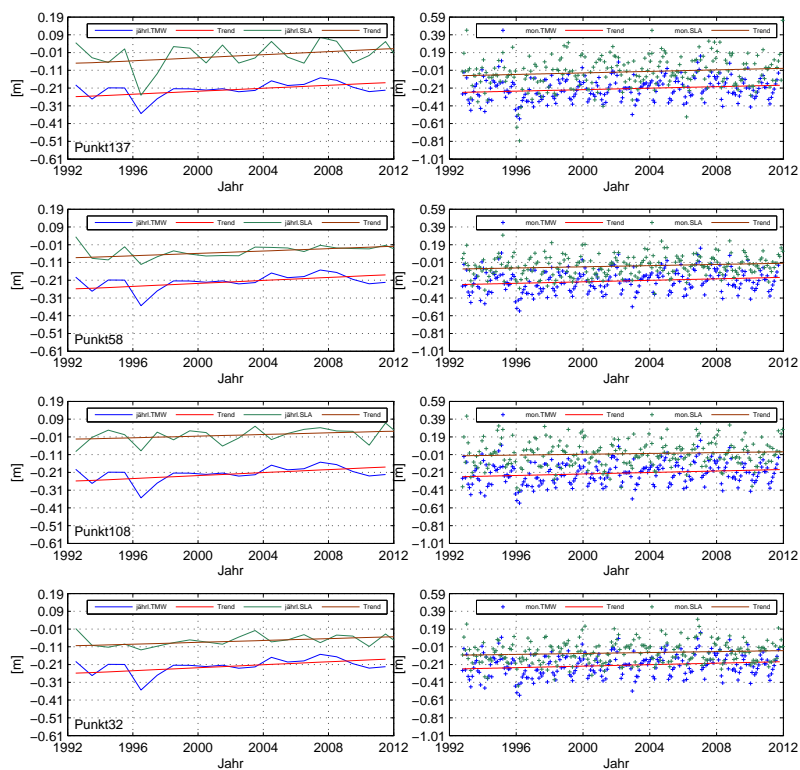 0.19
jährl.TMW Trend jährl.SLA Trend
0.09
−0.01
−0.11
−0.21
−0.31
−0.41
−0.51
−0.61
[m]
Punkt137
1992 1996 2000 2004 2008 2012
Jahr
0.59
mon.TMW Trend mon.SLA Trend
0.39
0.19
−0.01
−0.21
−0.41
−0.61
−0.81
−1.01
[m]
1992 1996 2000 2004 2008 2012
Jahr
0.19
jährl.TMW Trend jährl.SLA Trend
0.09
−0.01
−0.11
−0.21
−0.31
−0.41
−0.51
−0.61
[m]
Punkt58
1992 1996 2000 2004 2008 2012
Jahr
0.59
mon.TMW Trend mon.SLA Trend
0.39
0.19
−0.01
−0.21
−0.41
−0.61
−0.81
−1.01
[m]
1992 1996 2000 2004 2008 2012
Jahr
0.19
jährl.TMW Trend jährl.SLA Trend
0.09
−0.01
−0.11
−0.21
−0.31
−0.41
−0.51
−0.61
[m]
Punkt108
1992 1996 2000 2004 2008 2012
Jahr
0.59
mon.TMW Trend mon.SLA Trend
0.39
0.19
−0.01
−0.21
−0.41
−0.61
−0.81
−1.01
[m]
1992 1996 2000 2004 2008 2012
Jahr
0.19
jährl.TMW Trend jährl.SLA Trend
0.09
−0.01
−0.11
−0.21
−0.31
−0.41
−0.51
−0.61
[m]
Punkt32
1992 1996 2000 2004 2008 2012
Jahr
0.59
mon.TMW Trend mon.SLA Trend
0.39
0.19
−0.01
−0.21
−0.41
−0.61
−0.81
−1.01
[m]
1992 1996 2000 2004 2008 2012
Jahr